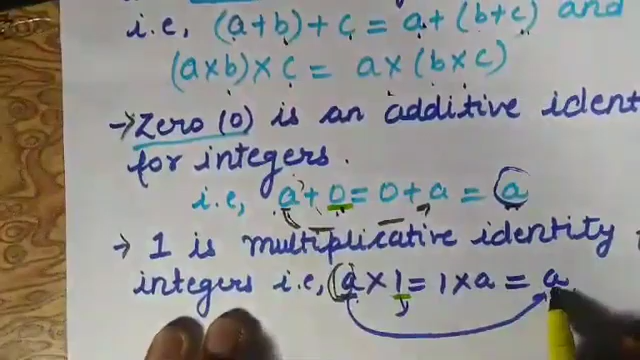 i.e, (a+b)+c = a+(b+c) and
(a×b)×c = a×(b×c)
→ Zero (0) is an additive ident
for integers.
i.e, a+0=0+a = a
→ 1 is multiplicative identity
integers i.e, (a×1=1×a = a